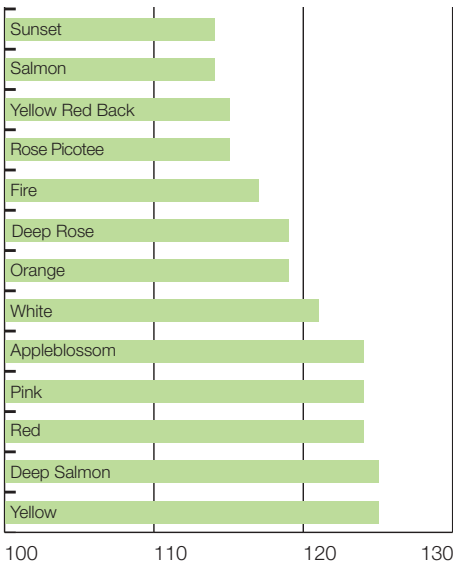 Sunset
Salmon
Yellow Red Back
Rose Picotee
Fire
Deep Rose
Orange
White
Appleblossom
Pink
Red
Deep Salmon
Yellow
100 110 120 130